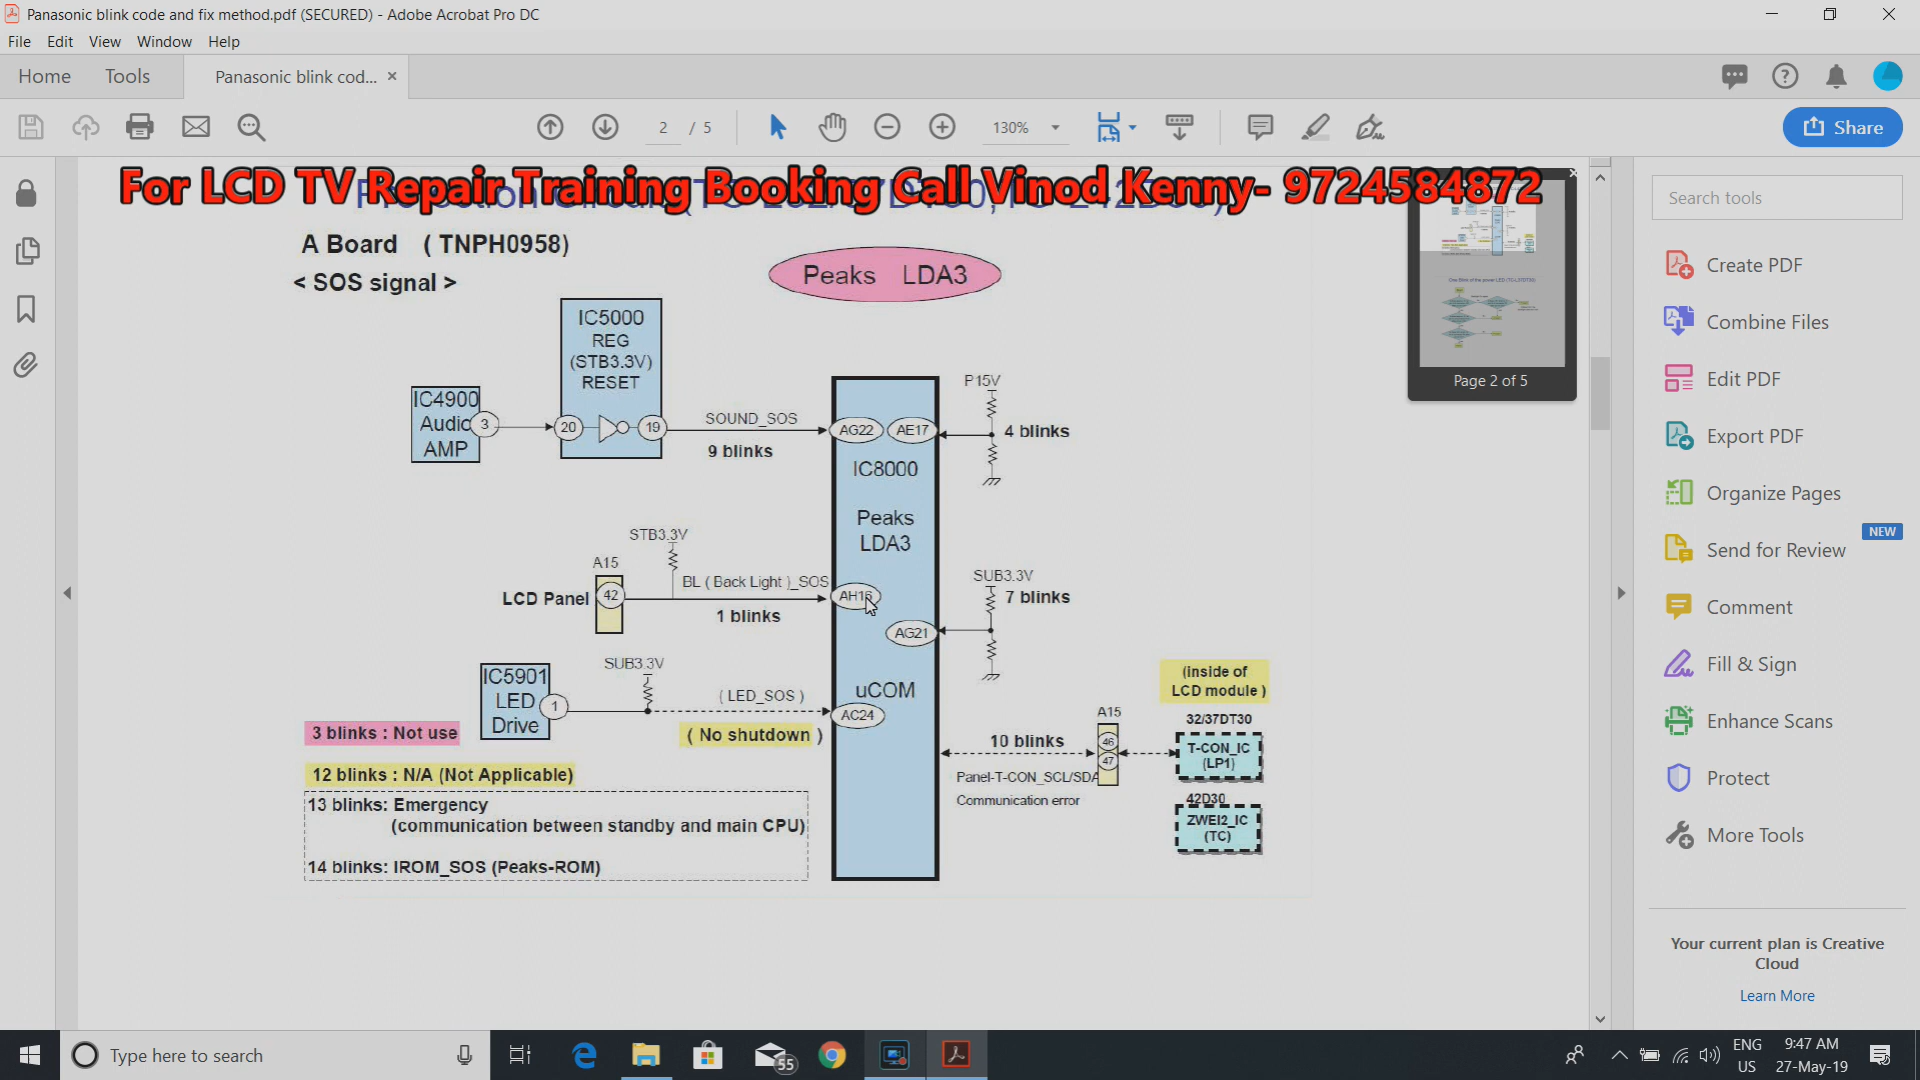 Panasonic blink code and fix method.pdf (SECURED) - Adobe Acrobat Pro DC
File Edit View Window Help
Home Tools Panasonic blink cod... ×
2 / 5 130% Share
For LCD TV Repair Training Booking Call Vinod Kenny- 9724584872
A Board ( TNPH0958)
< SOS signal >
Peaks LDA3
IC5000
REG
(STB3.3V)
RESET
20 19
IC4900
Audio
AMP
3
SOUND_SOS
9 blinks
AG22 AE17
P15V
4 blinks
IC8000
Peaks
LDA3
STB3.3V
A15
LCD Panel 42
BL ( Back Light )_SOS
1 blinks
AH16
SUB3.3V
7 blinks
AG21
IC5901
LED
Drive
1
SUB3.3V
( LED_SOS )
( No shutdown )
uCOM
AC24
3 blinks : Not use
12 blinks : N/A (Not Applicable)
13 blinks: Emergency
(communication between standby and main CPU)
14 blinks: IROM_SOS (Peaks-ROM)
10 blinks
Panel-T-CON_SCL/SDA
Communication error
A15
46
47
(inside of
LCD module )
32/37DT30
T-CON_IC
(LP1)
42D30
ZWEI2_IC
(TC)
Page 2 of 5
Search tools
Create PDF
Combine Files
Edit PDF
Export PDF
Organize Pages
NEW
Send for Review
Comment
Fill & Sign
Enhance Scans
Protect
More Tools
Your current plan is Creative
Cloud
Learn More
Type here to search
55
ENG
US
9:47 AM
27-May-19